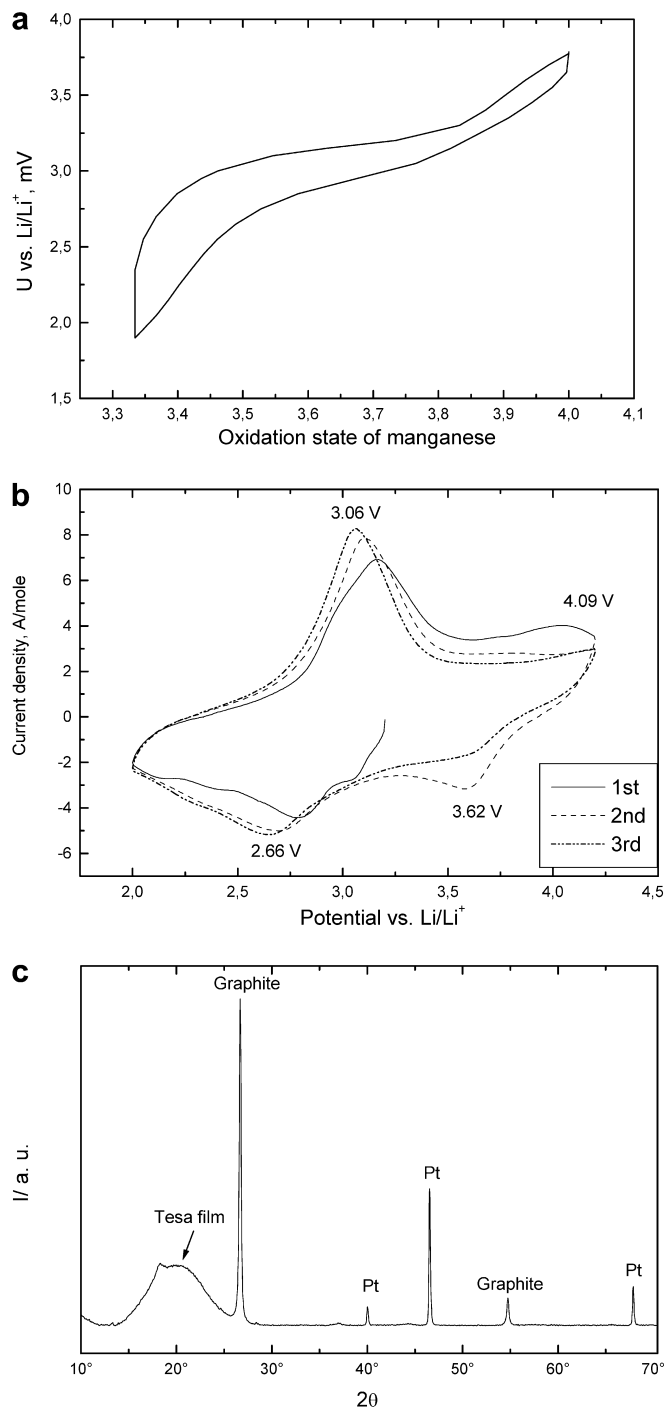 a
4,0
3,5
3,0
2,5
2,0
1,5
U vs. Li/Li⁺, mV
3,3 3,4 3,5 3,6 3,7 3,8 3,9 4,0 4,1
Oxidation state of manganese
b
10
8
6
4
2
0
-2
-4
-6
Current density, A/mole
3.06 V
4.09 V
3.62 V
2.66 V
1st
2nd
3rd
2,0 2,5 3,0 3,5 4,0 4,5
Potential vs. Li/Li⁺
c
I/ a. u.
Graphite
Tesa film
Pt
Pt
Graphite
Pt
10° 20° 30° 40° 50° 60° 70°
2θ